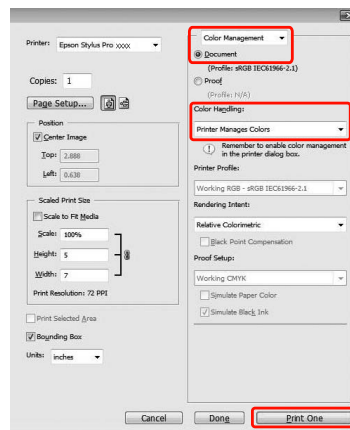 Printer: Epson Stylus Pro xxxx
Copies: 1
Page Setup...
Position
Center Image
Top: 2.888
Left: 0.638
Scaled Print Size
Scale to Fit Media
Scale: 100%
Height: 5
Width: 7
Print Resolution: 72 PPI
Print Selected Area
Bounding Box
Units: inches
Color Management
Document
(Profile: sRGB IEC61966-2.1)
Proof
(Profile: N/A)
Color Handling:
Printer Manages Colors
Remember to enable color management
in the printer dialog box.
Printer Profile:
Working RGB - sRGB IEC61966-2.1
Rendering Intent:
Relative Colorimetric
Black Point Compensation
Proof Setup:
Working CMYK
Simulate Paper Color
Simulate Black Ink
Cancel
Done
Print One